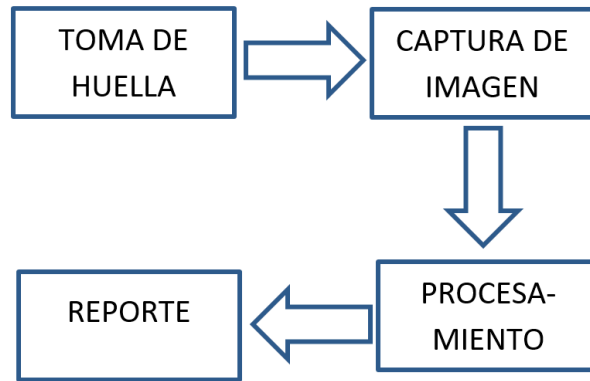 TOMA DE
HUELLA
CAPTURA DE
IMAGEN
PROCESA-
MIENTO
REPORTE